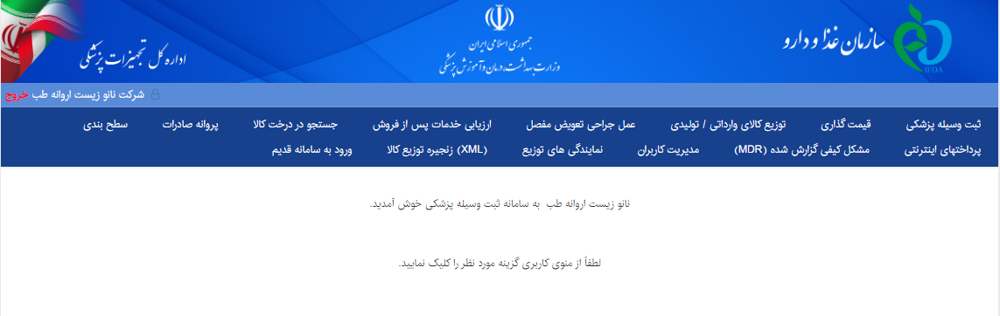 سازمان غذا و دارو
IFDA
جمهوری اسلامی ایران
وزارت بهداشت، درمان و آموزش پزشکی
اداره کل تجهیزات پزشکی
شرکت نانو زیست اروانه طب خروج
ثبت وسیله پزشکی قیمت گذاری توزیع کالای وارداتی / تولیدی عمل جراحی تعویض مفصل ارزیابی خدمات پس از فروش جستجو در درخت کالا پروانه صادرات سطح بندی
پرداختهای اینترنتی مشکل کیفی گزارش شده (MDR) مدیریت کاربران نمایندگی های توزیع (XML) زنجیره توزیع کالا ورود به سامانه قدیم
نانو زیست اروانه طب به سامانه ثبت وسیله پزشکی خوش آمدید.
لطفاً از منوی کاربری گزینه مورد نظر را کلیک نمایید.